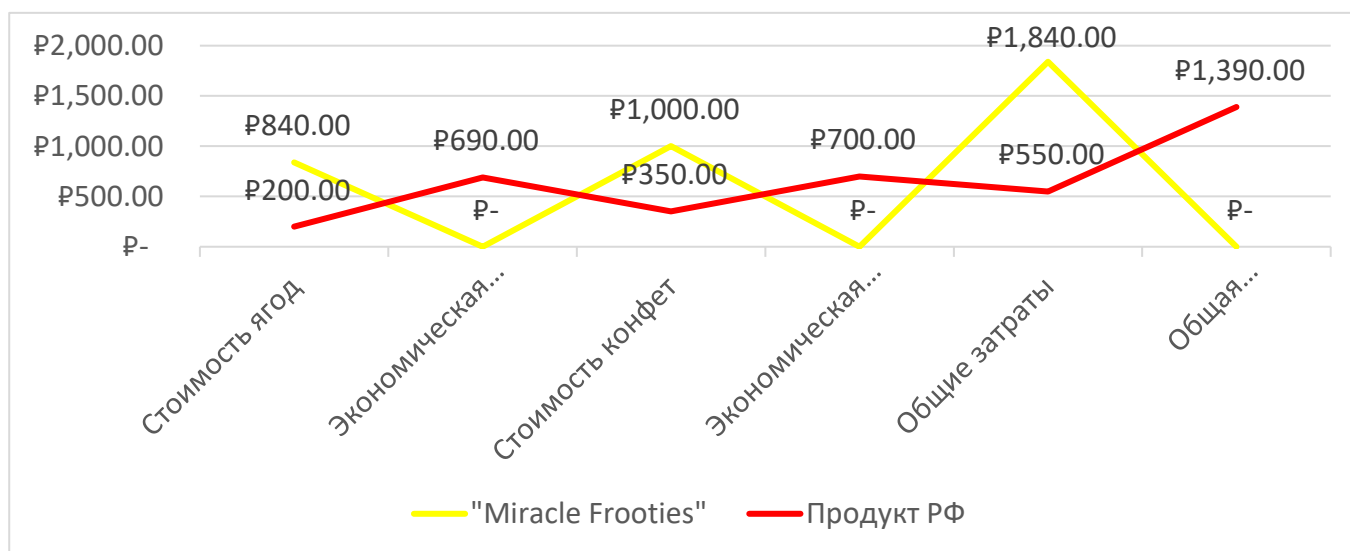 ₽2,000.00
₽1,500.00
₽1,000.00
₽500.00
₽-
₽840.00
₽200.00
₽690.00
₽-
₽1,000.00
₽350.00
₽700.00
₽-
₽1,840.00
₽550.00
₽1,390.00
₽-
Стоимость ягод
Экономическая…
Стоимость конфет
Экономическая…
Общие затраты
Общая…
"Miracle Frooties"
Продукт РФ